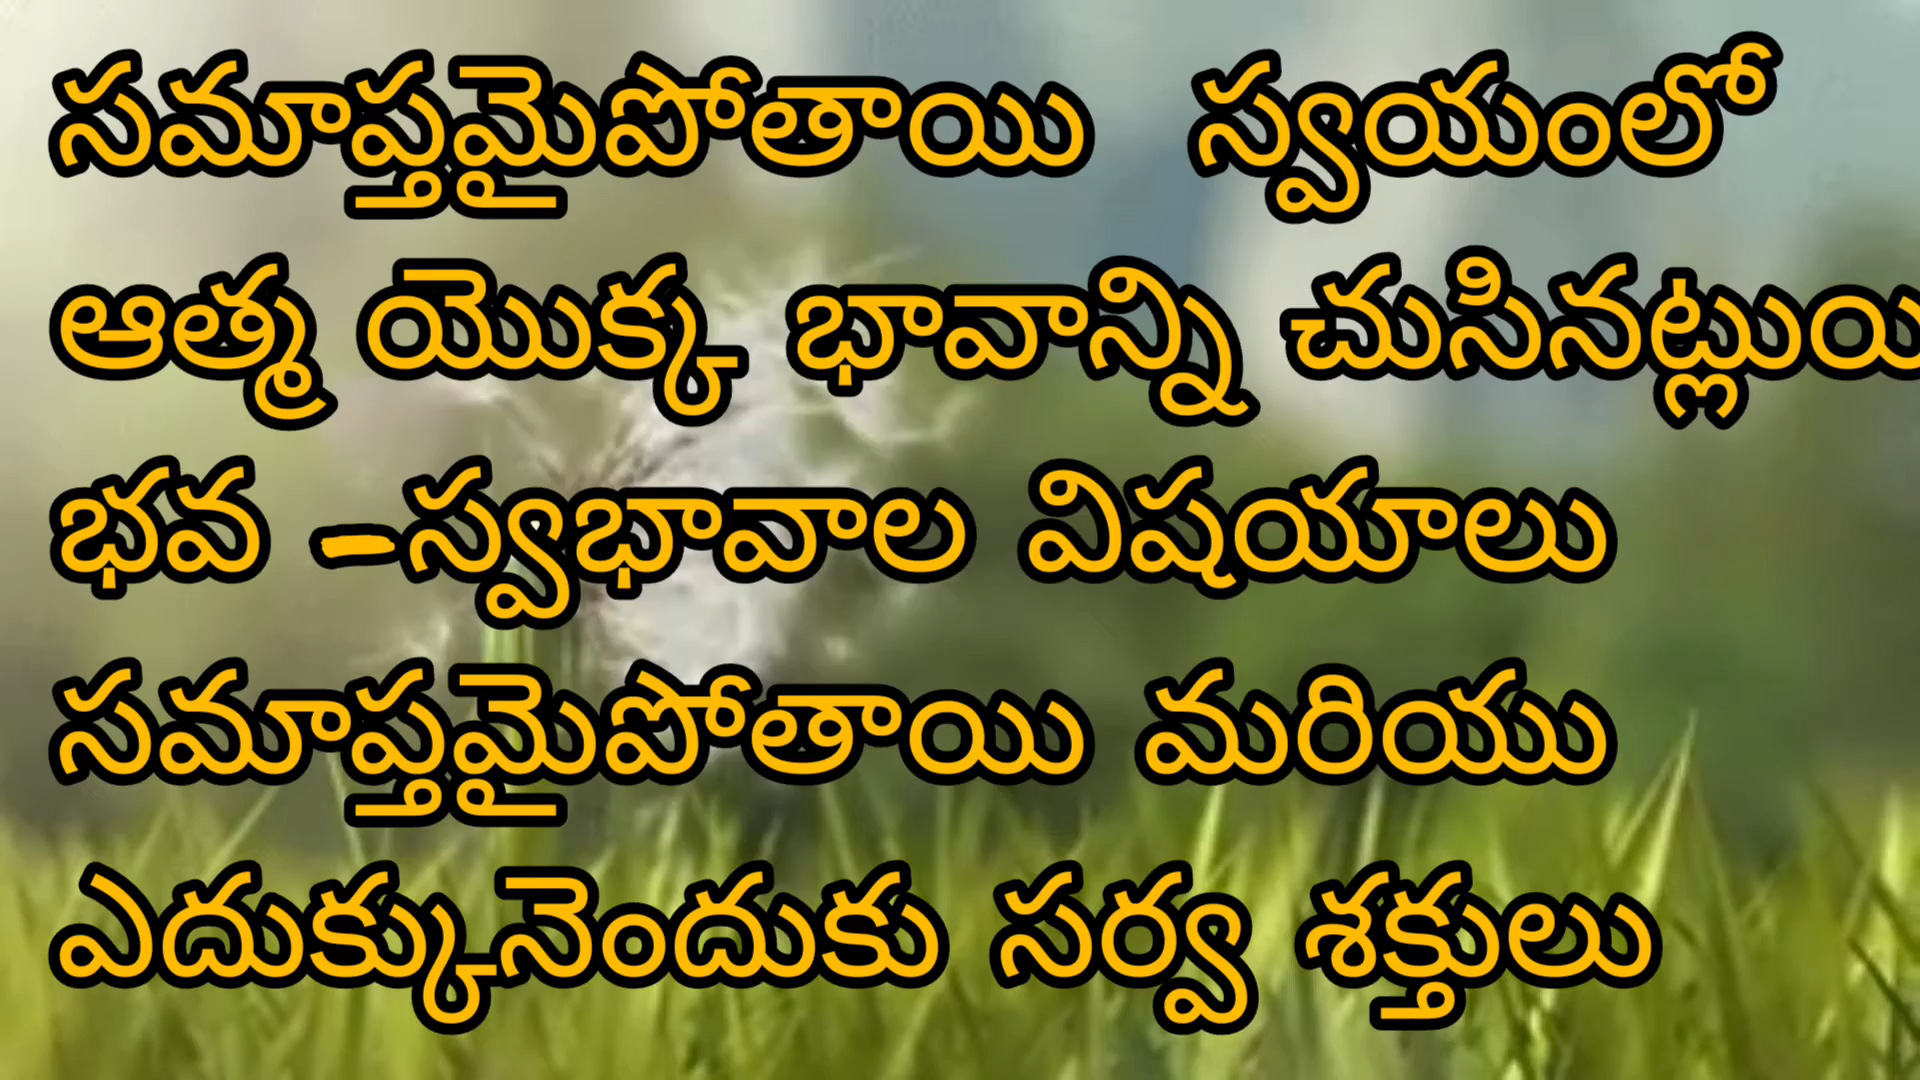 సమాప్తమైపోతాయి స్వయంలో
ఆత్మ యొక్క భావాన్ని చుసినట్లుయి
భవ –స్వభావాల విషయాలు
సమాప్తమైపోతాయి మరియు
ఎదుక్కునెందుకు సర్వ శక్తులు